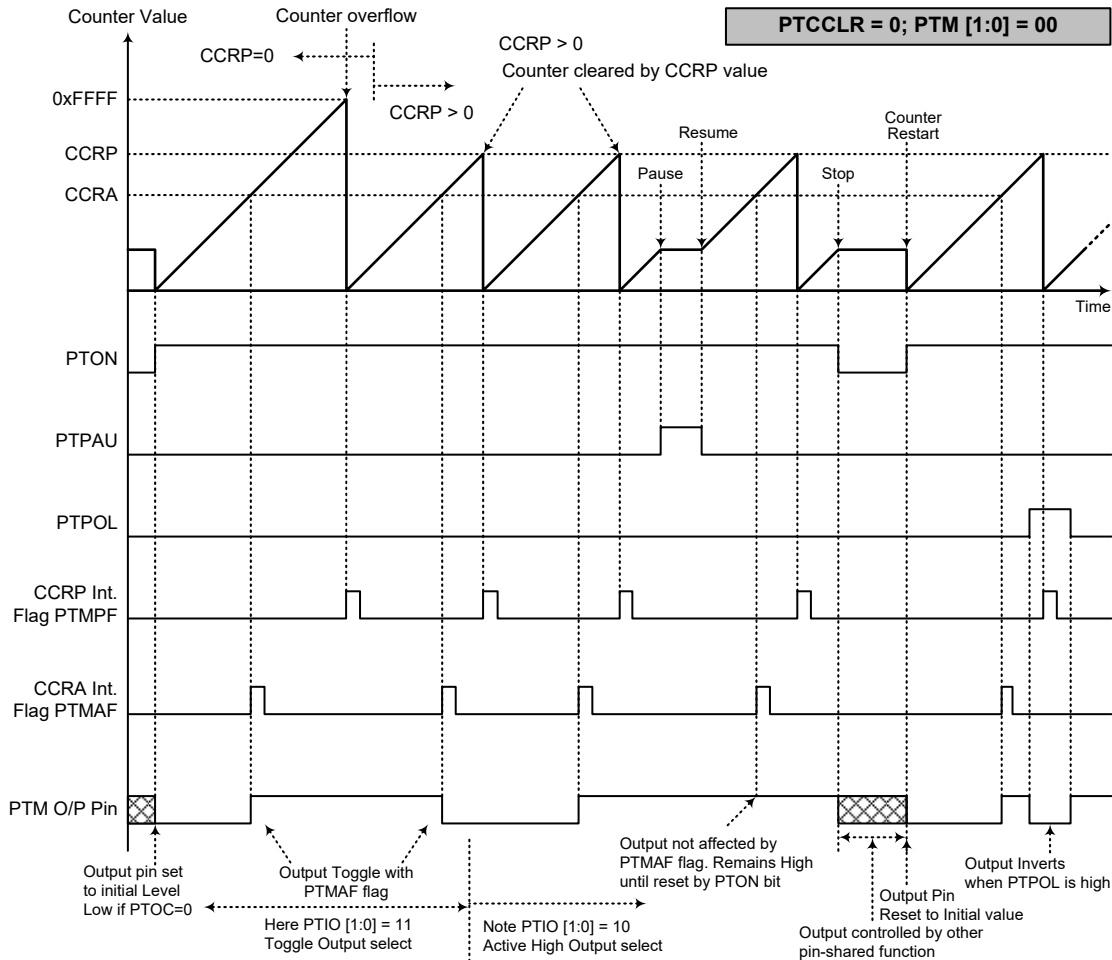 Counter Value
Counter overflow
PTCCLR = 0; PTM [1:0] = 00
CCRP=0
CCRP > 0
CCRP > 0
Counter cleared by CCRP value
0xFFFF
CCRP
CCRA
Pause
Resume
Stop
Counter
Restart
Time
PTON
PTPAU
PTPOL
CCRP Int.
Flag PTMPF
CCRA Int.
Flag PTMAF
PTM O/P Pin
Output pin set
to initial Level
Low if PTOC=0
Output Toggle with
PTMAF flag
Here PTIO [1:0] = 11
Toggle Output select
Note PTIO [1:0] = 10
Active High Output select
Output not affected by
PTMAF flag. Remains High
until reset by PTON bit
Output Pin
Reset to Initial value
Output controlled by other
pin-shared function
Output Inverts
when PTPOL is high